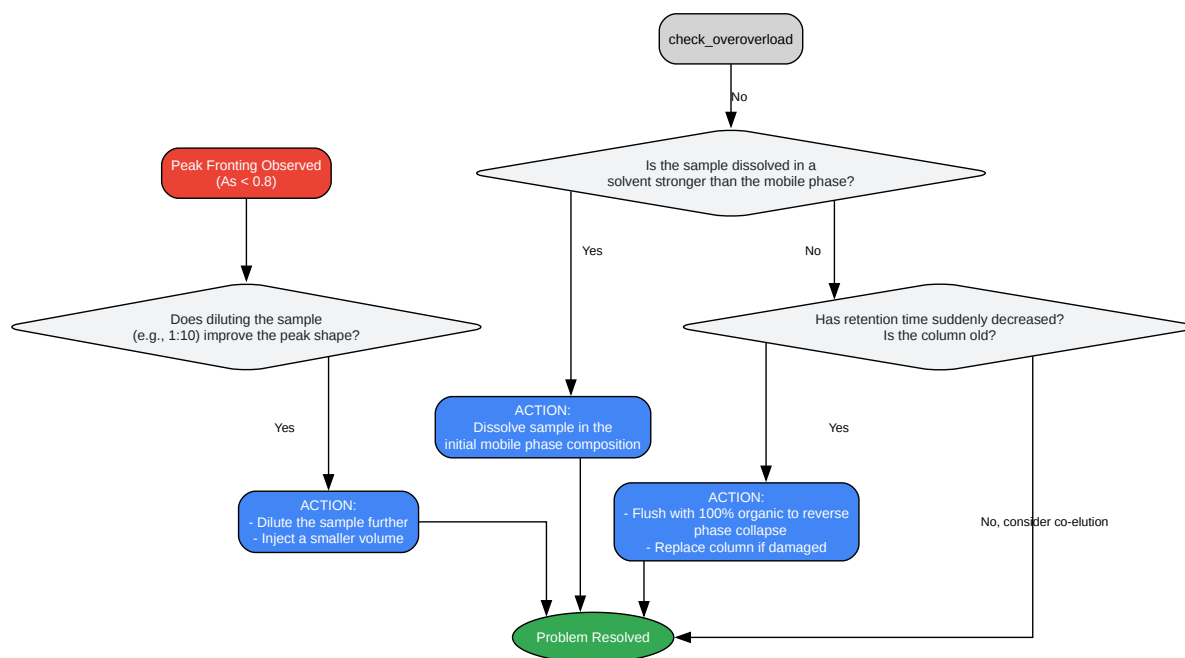 check_overoverload
No
Is the sample dissolved in a
solvent stronger than the mobile phase?
Peak Fronting Observed
(As < 0.8)
Yes
No
Does diluting the sample
(e.g., 1:10) improve the peak shape?
Has retention time suddenly decreased?
Is the column old?
ACTION:
Dissolve sample in the
initial mobile phase composition
Yes
Yes
ACTION:
- Dilute the sample further
- Inject a smaller volume
ACTION:
- Flush with 100% organic to reverse
phase collapse
- Replace column if damaged
No, consider co-elution
Problem Resolved